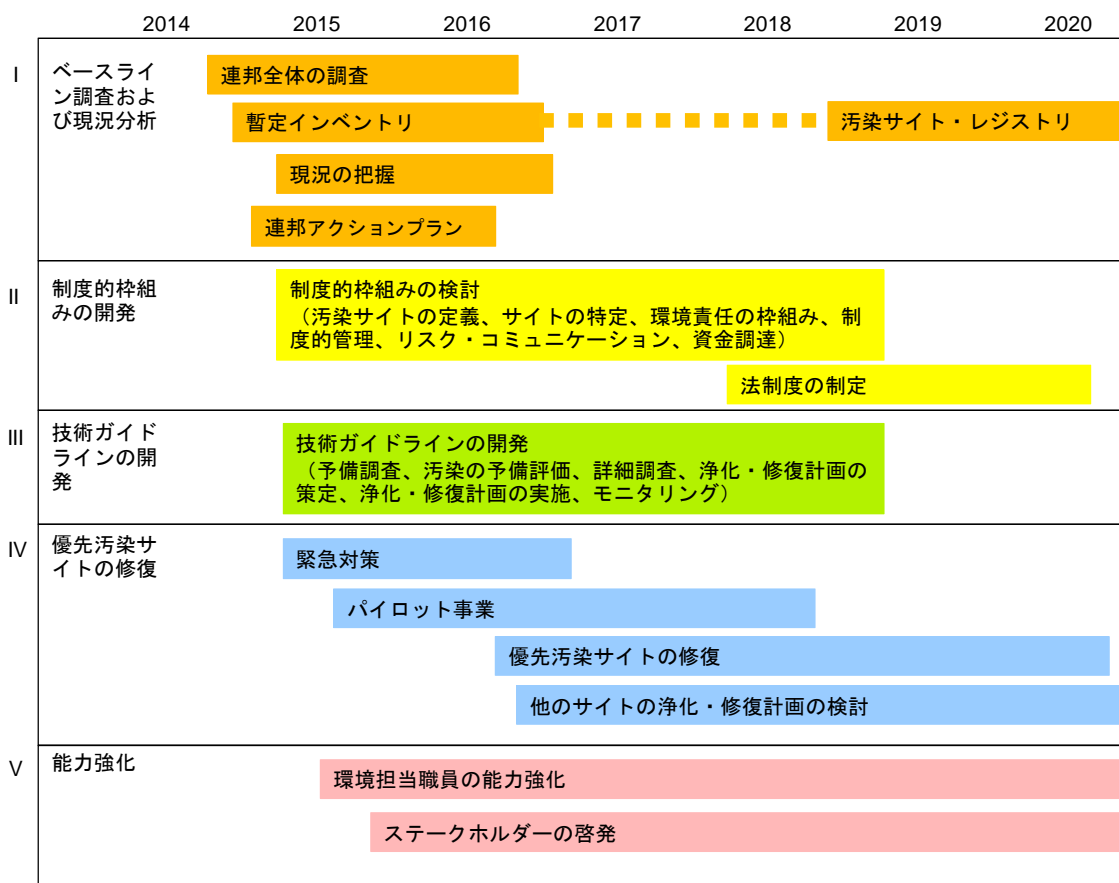 2014 2015 2016 2017 2018 2019 2020
I
ベースライ
ン調査およ
び現況分析
連邦全体の調査
暫定インベントリ
汚染サイト・レジストリ
現況の把握
連邦アクションプラン
II
制度的枠組
みの開発
制度的枠組みの検討
（汚染サイトの定義、サイトの特定、環境責任の枠組み、制
度的管理、リスク・コミュニケーション、資金調達）
法制度の制定
III
技術ガイド
ラインの開
発
技術ガイドラインの開発
（予備調査、汚染の予備評価、詳細調査、浄化・修復計画の
策定、浄化・修復計画の実施、モニタリング）
IV
優先汚染サ
イトの修復
緊急対策
パイロット事業
優先汚染サイトの修復
他のサイトの浄化・修復計画の検討
V
能力強化
環境担当職員の能力強化
ステークホルダーの啓発